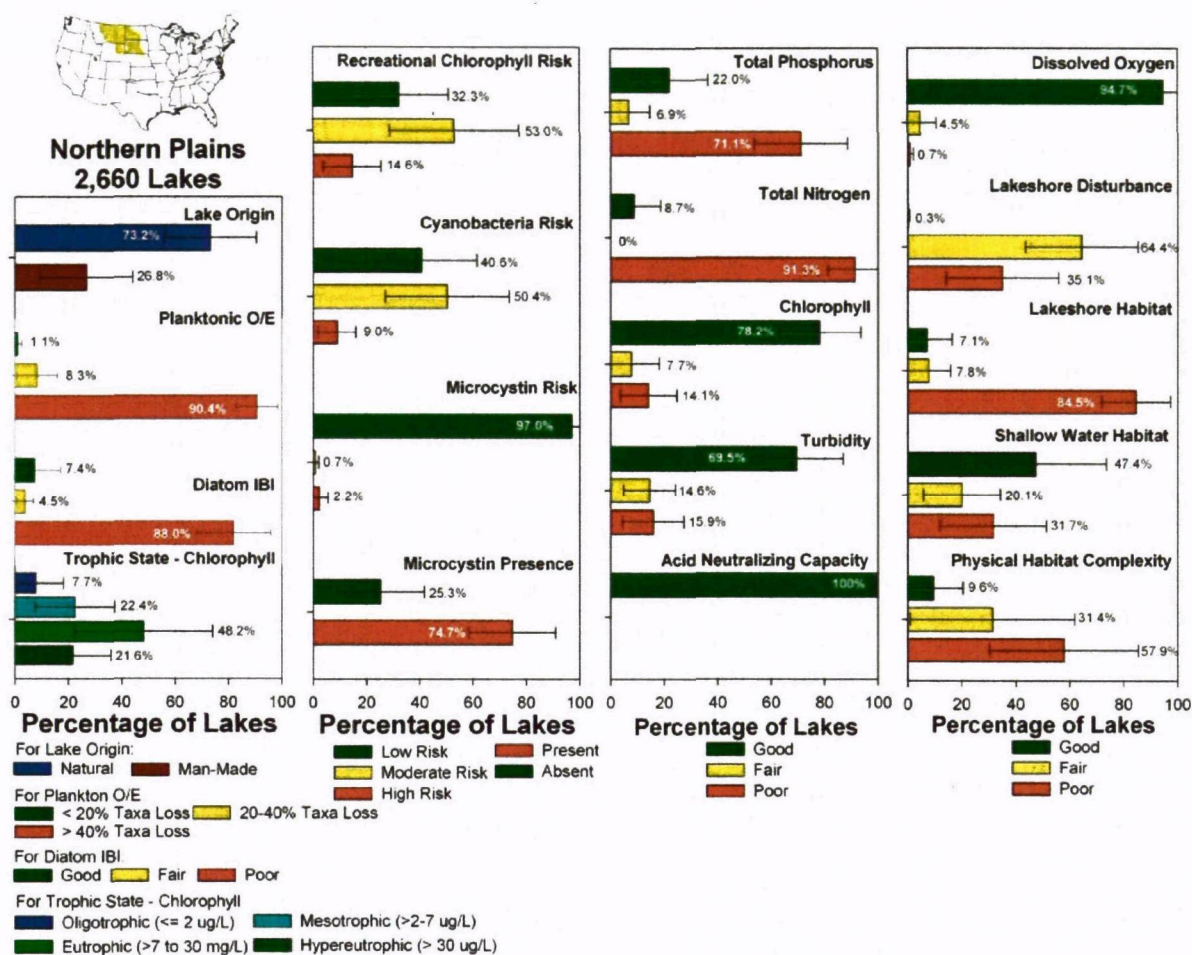 Northern Plains
2,660 Lakes
Lake Origin
73.2%
26.8%
Planktonic O/E
1.1%
8.3%
90.4%
7.4%
Diatom IBI
4.5%
88.0%
Trophic State - Chlorophyll
7.7%
22.4%
48.2%
21.6%
0 20 40 60 80 100
Percentage of Lakes
For Lake Origin:
Natural Man-Made
For Plankton O/E
< 20% Taxa Loss 20-40% Taxa Loss
> 40% Taxa Loss
For Diatom IBI
Good Fair Poor
For Trophic State - Chlorophyll
Oligotrophic (<= 2 ug/L) Mesotrophic (>2-7 ug/L)
Eutrophic (>7 to 30 mg/L) Hypereutrophic (> 30 ug/L)
Recreational Chlorophyll Risk
32.3%
53.0%
14.6%
Cyanobacteria Risk
40.6%
50.4%
9.0%
Microcystin Risk
97.0%
0.7%
2.2%
Microcystin Presence
25.3%
74.7%
0 20 40 60 80 100
Percentage of Lakes
Low Risk Present
Moderate Risk Absent
High Risk
Total Phosphorus
22.0%
6.9%
71.1%
Total Nitrogen
8.7%
0%
91.3%
Chlorophyll
78.2%
7.7%
14.1%
Turbidity
69.5%
14.6%
15.9%
Acid Neutralizing Capacity
100%
0 20 40 60 80 100
Percentage of Lakes
Good
Fair
Poor
Dissolved Oxygen
94.7%
4.5%
0.7%
Lakeshore Disturbance
0.3%
64.4%
35.1%
Lakeshore Habitat
7.1%
7.8%
84.5%
Shallow Water Habitat
47.4%
20.1%
31.7%
Physical Habitat Complexity
9.6%
31.4%
57.9%
0 20 40 60 80 100
Percentage of Lakes
Good
Fair
Poor